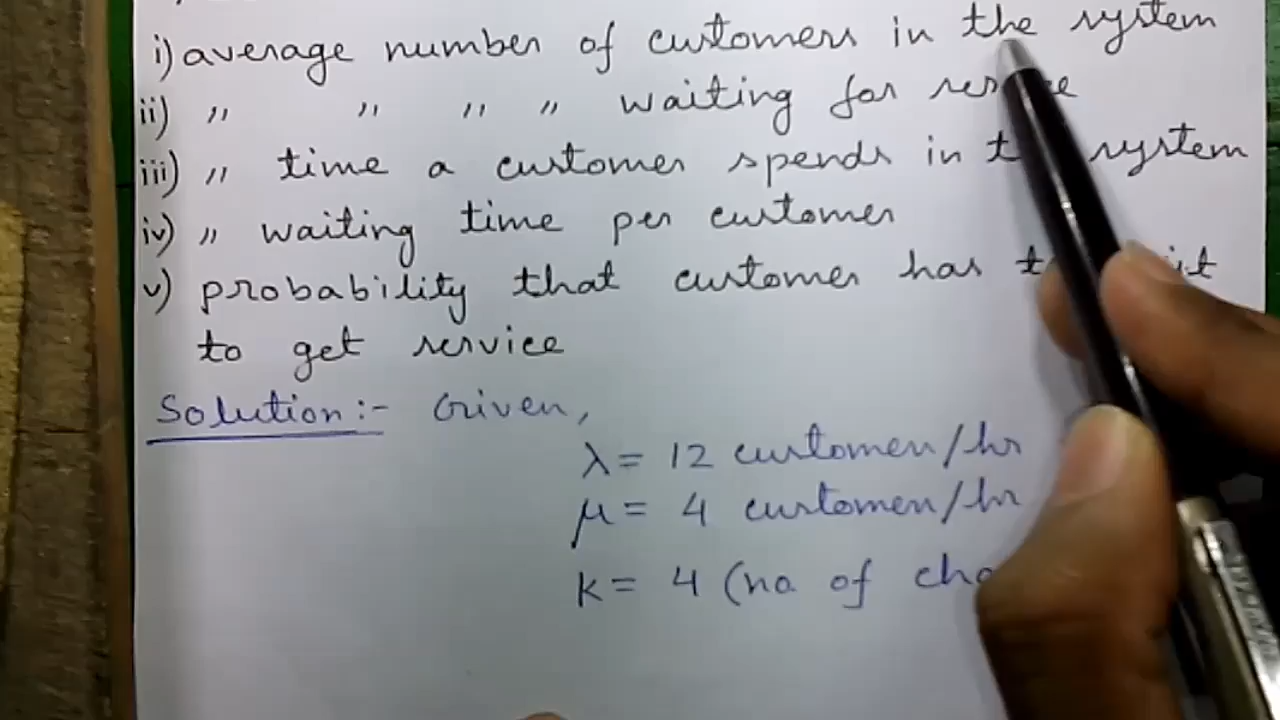 i) average number of customers in the system
ii) ,, ,, ,, ,, waiting for
iii) ,, time a customer spends in system
iv) ,, waiting time per customer
v) probability that customer has
to get service
Solution:- Given,
λ= 12 customer/hr
μ= 4 customer/hr
k= 4 (no of